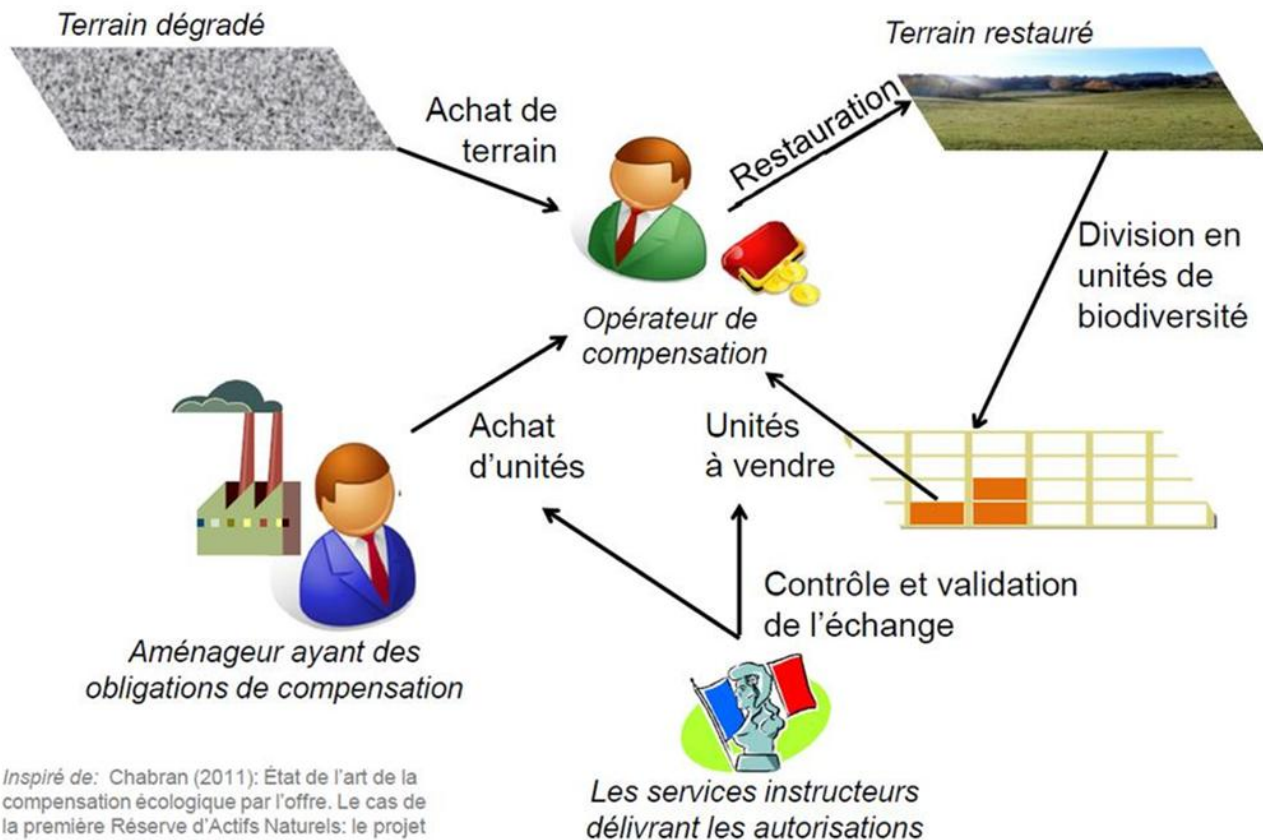 Terrain dégradé
Terrain restauré
Achat de
terrain
Restauration
Division en
unités de
biodiversité
Opérateur de
compensation
Achat
d'unités
Unités
à vendre
Contrôle et validation
de l'échange
Aménageur ayant des
obligations de compensation
Les services instructeurs
délivrant les autorisations
Inspiré de: Chabran (2011): État de l'art de la
compensation écologique par l'offre. Le cas de
la première Réserve d'Actifs Naturels: le projet